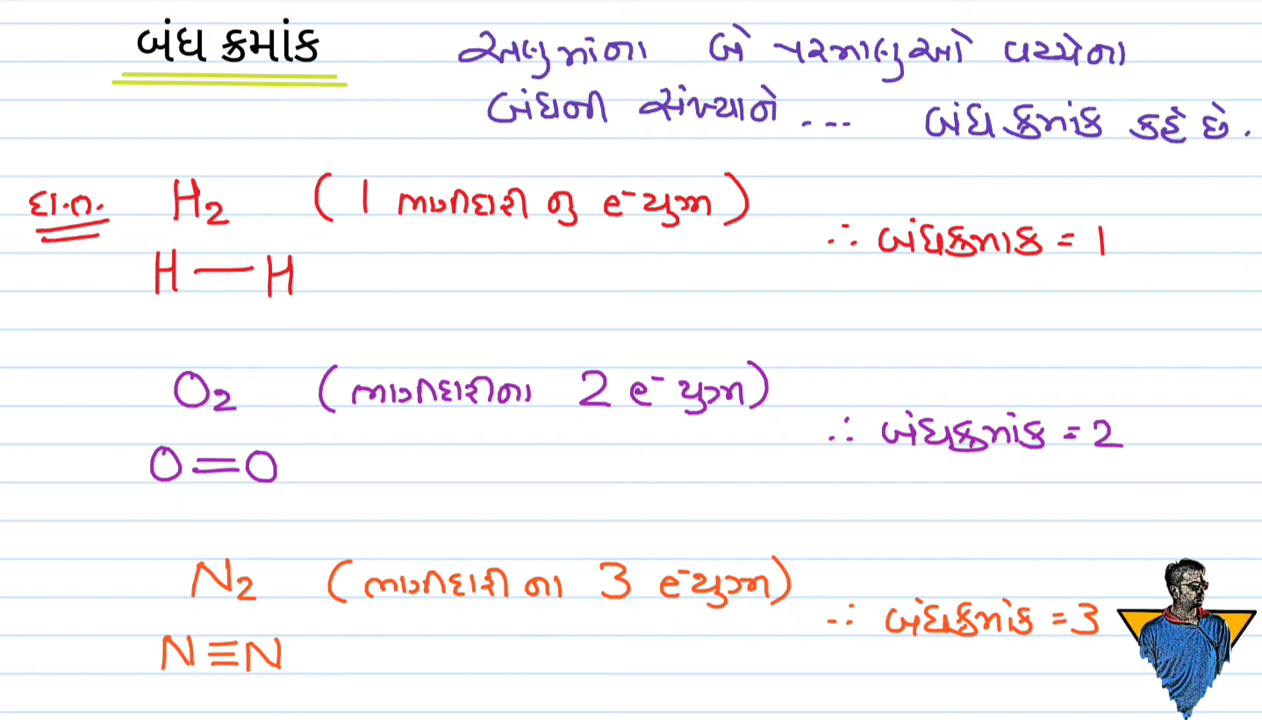 બંધ ક્રમાંક
અણુમાંના બે પરમાણુઓ વચ્ચેના
બંધની સંખ્યાને ... બંધ ક્રમાંક કહે છે.
દા.ત. H₂ (1 ભાગીદારી નુ e⁻યુગ્મ)
∴ બંધક્રમાક = 1
H — H
O₂ (ભાગીદારીના 2 e⁻ યુગ્મ)
∴ બંધક્રમાંક = 2
O=O
N₂ (ભાગીદારી ના 3 e⁻યુગ્મ)
∴ બંધક્રમાંક = 3
N≡N